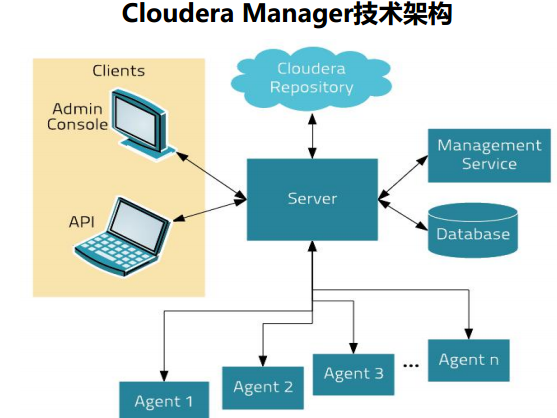 Cloudera Manager技术架构
Clients
Admin
Console
API
Cloudera
Repository
Server
Management
Service
Database
Agent 1
Agent 2
Agent 3
...
Agent n